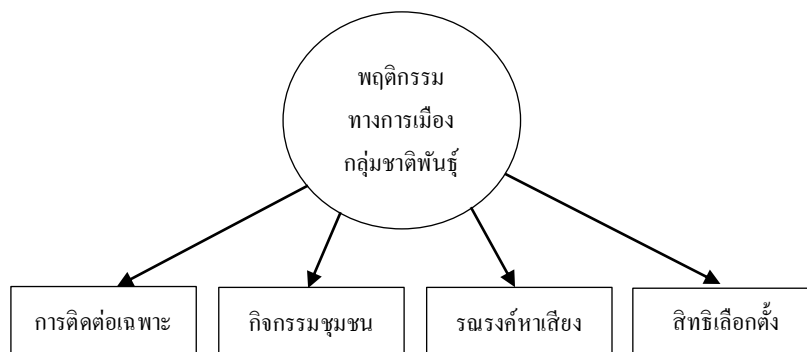 พฤติกรรม
ทางการเมือง
กลุ่มชาติพันธุ์
การติดต่อเฉพาะ
กิจกรรมชุมชน
รณรงค์หาเสียง
สิทธิเลือกตั้ง